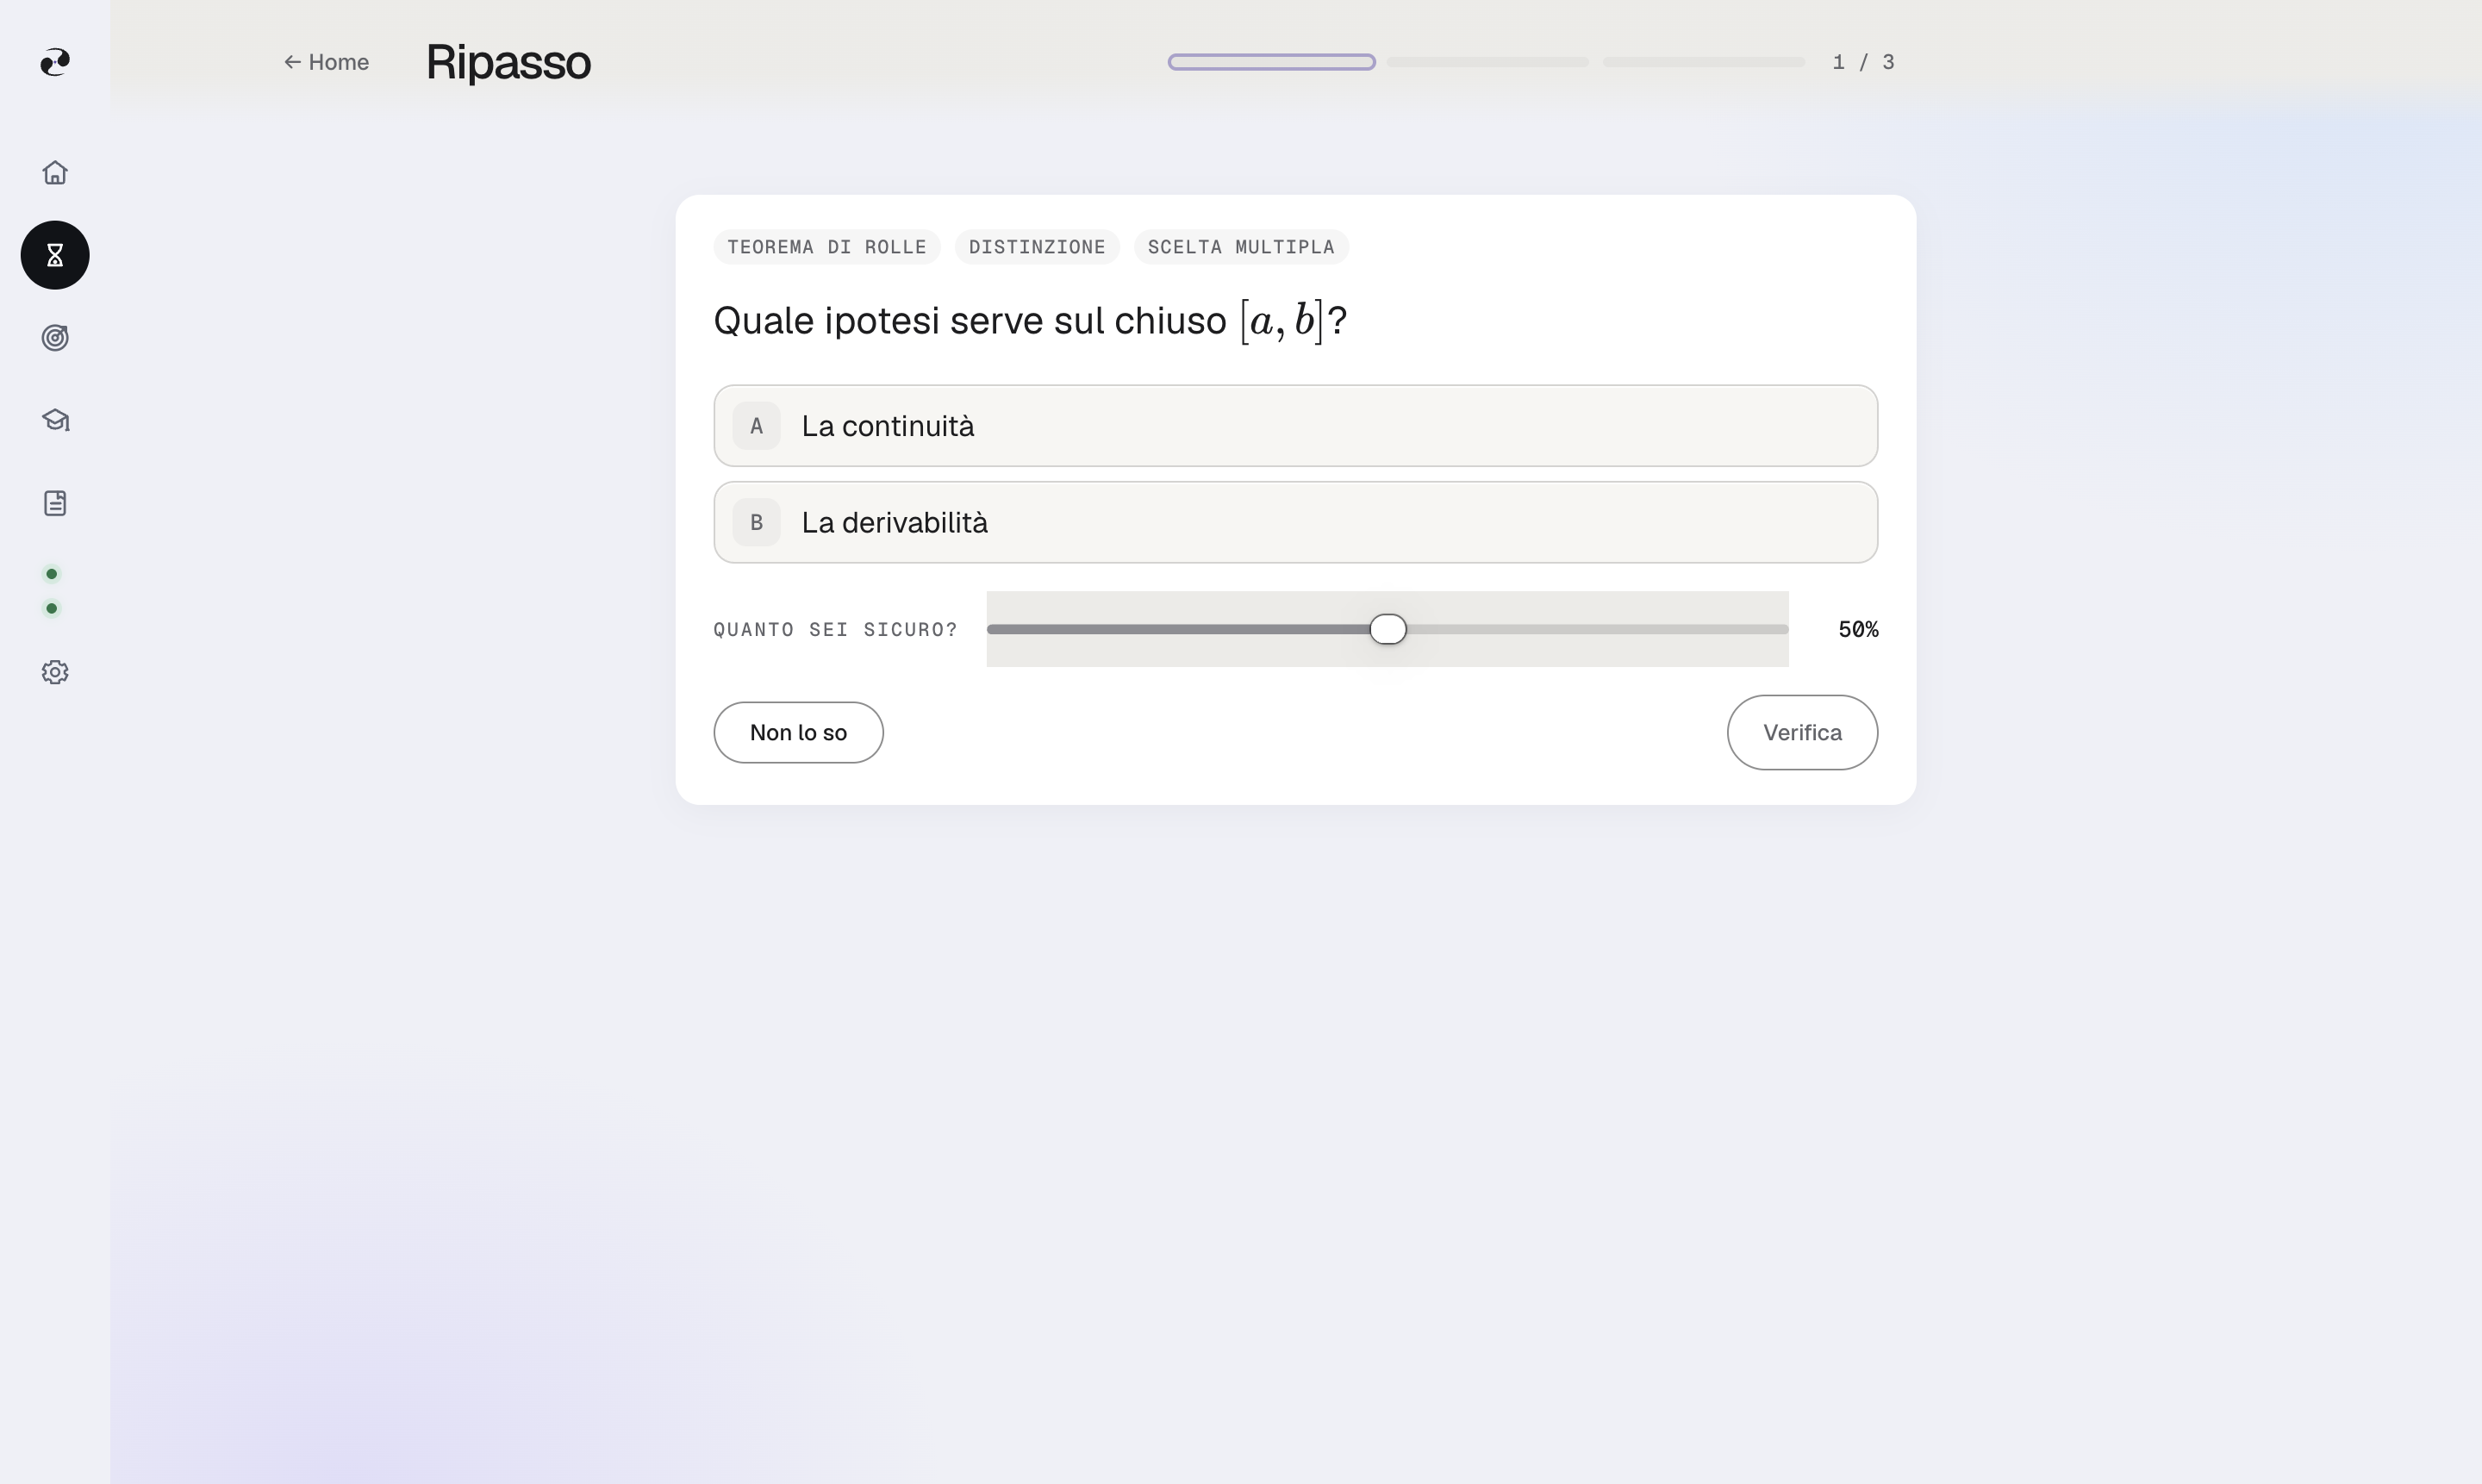 ← Home
Ripasso
1 / 3
TEOREMA DI ROLLE
DISTINZIONE
SCELTA MULTIPLA
Quale ipotesi serve sul chiuso [a, b]?
A La continuità
B La derivabilità
QUANTO SEI SICURO?
50%
Non lo so
Verifica